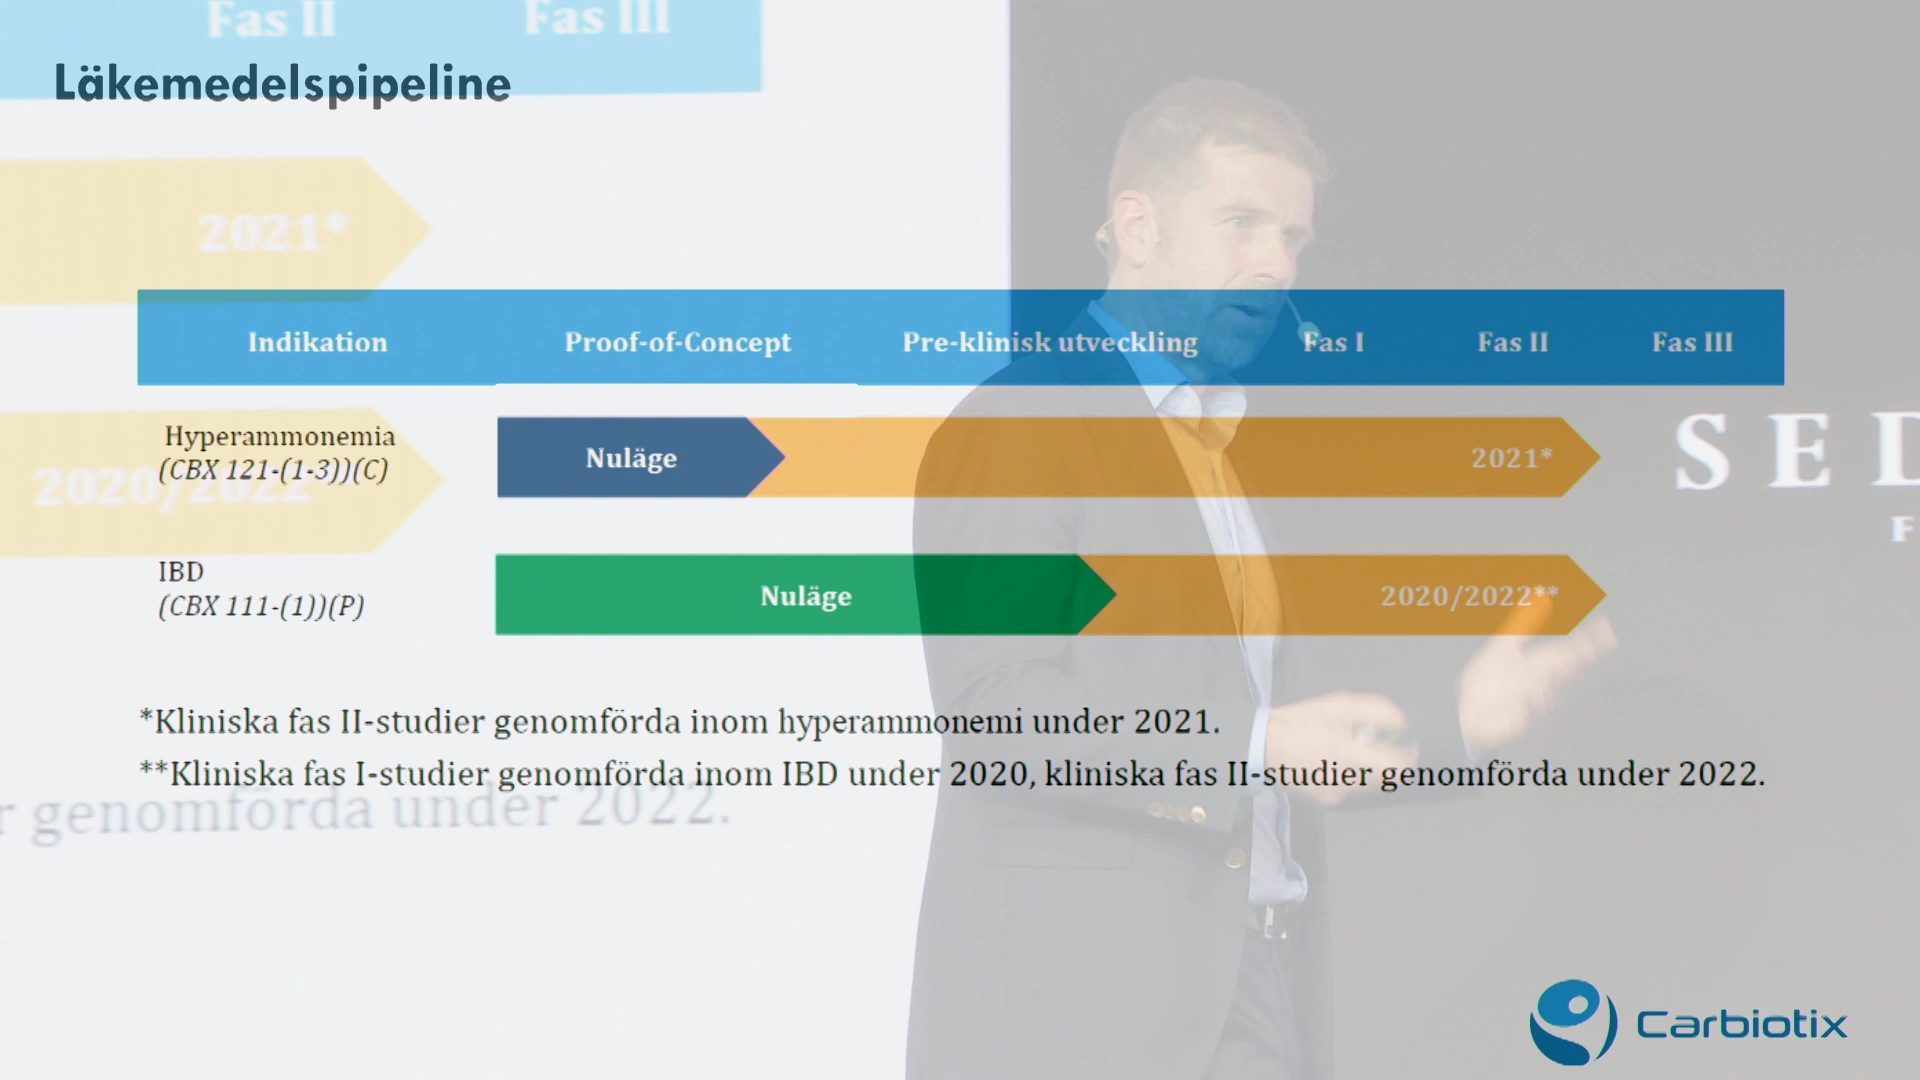 Fas II Fas III
Läkemedelspipeline
2021*
Indikation Proof-of-Concept Pre-klinisk utveckling Fas I Fas II Fas III
Hyperammonemia
(CBX 121-(1-3))(C)
Nuläge 2021*
2020/2022
SED
F
IBD
(CBX 111-(1))(P)
Nuläge 2020/2022**
*Kliniska fas II-studier genomförda inom hyperammonemi under 2021.
**Kliniska fas I-studier genomförda inom IBD under 2020, kliniska fas II-studier genomförda under 2022.
r genomförda under 2022.
Carbiotix